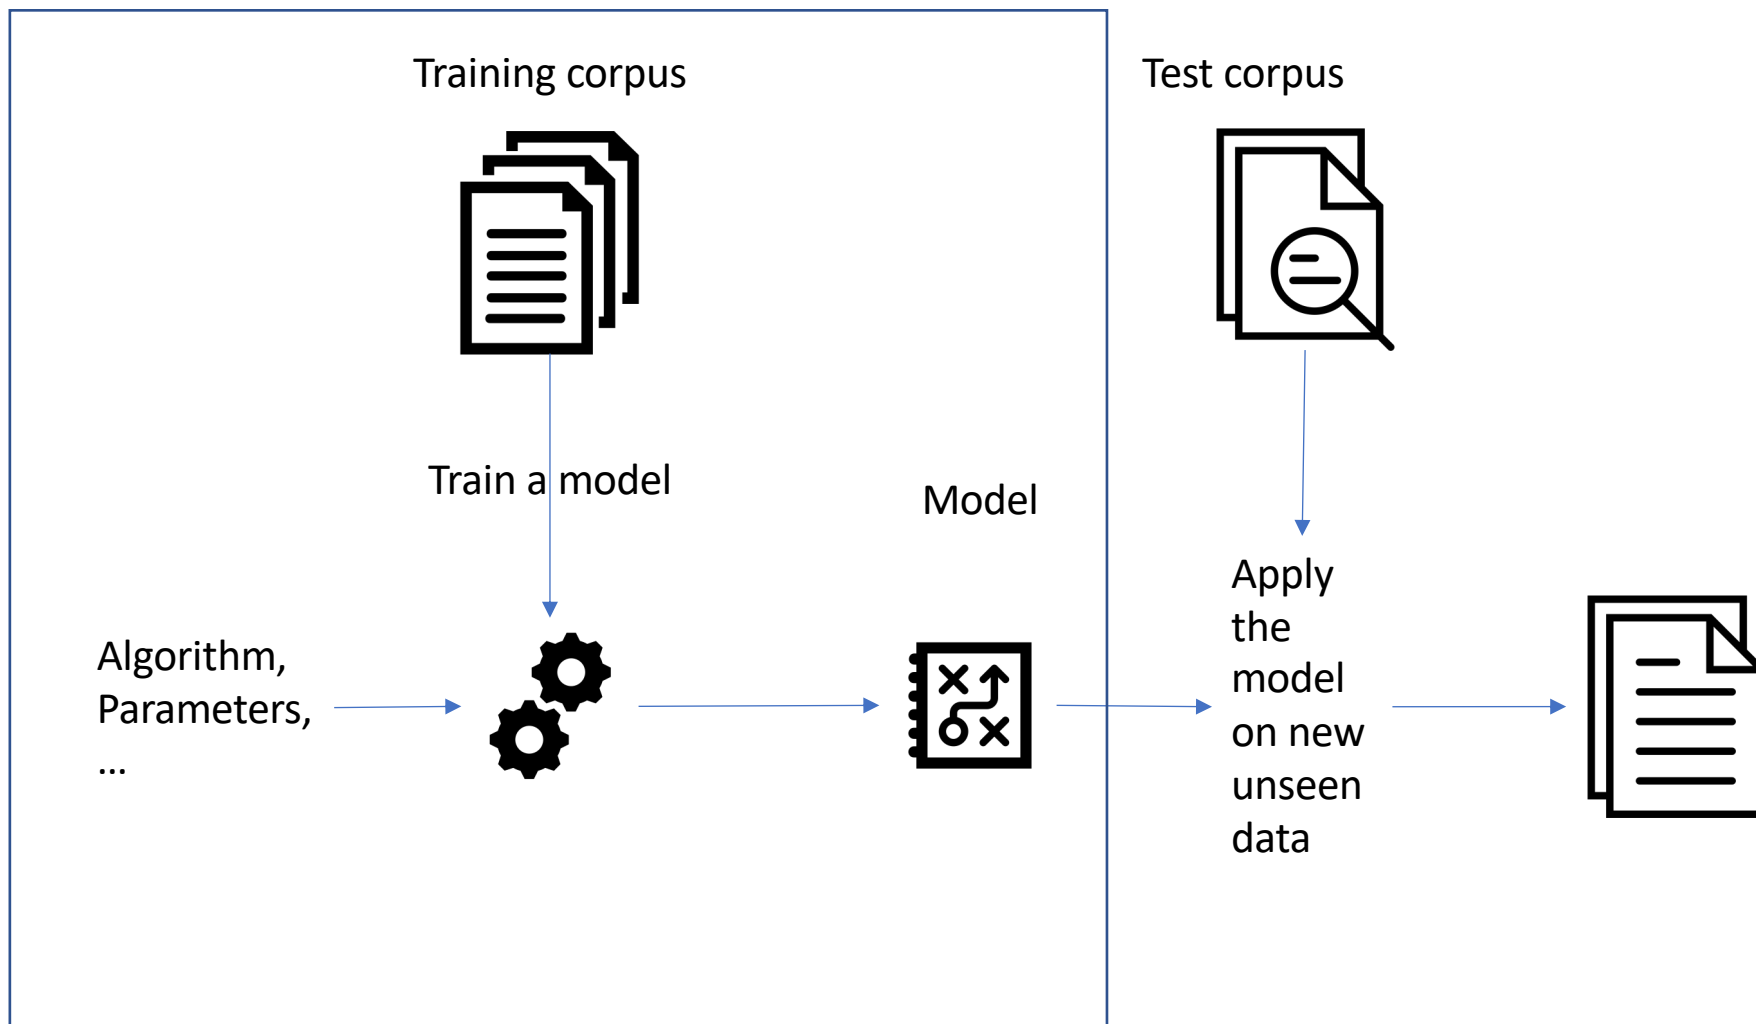 Training corpus
Test corpus
Train a model
Model
Algorithm,
Parameters,
...
Apply
the
model
on new
unseen
data